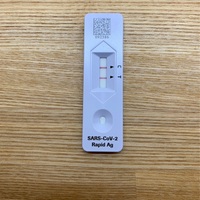 C
T
SARS-CoV-2
Rapid Ag